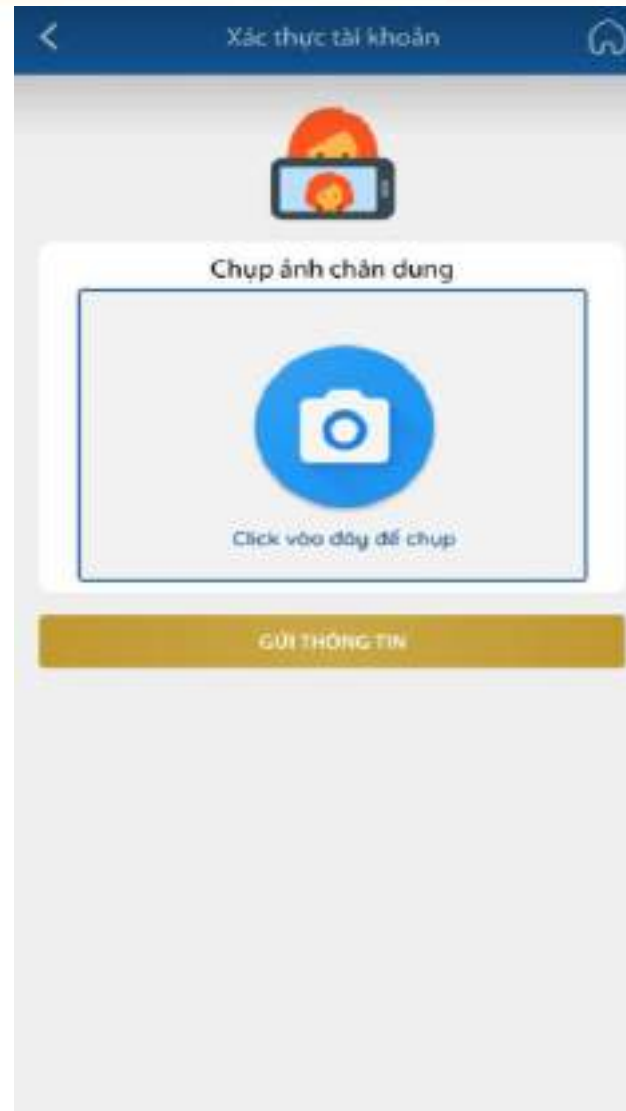 Xác thực tài khoản
Chụp ảnh chân dung
Click vào đây để chụp
GỬI THÔNG TIN